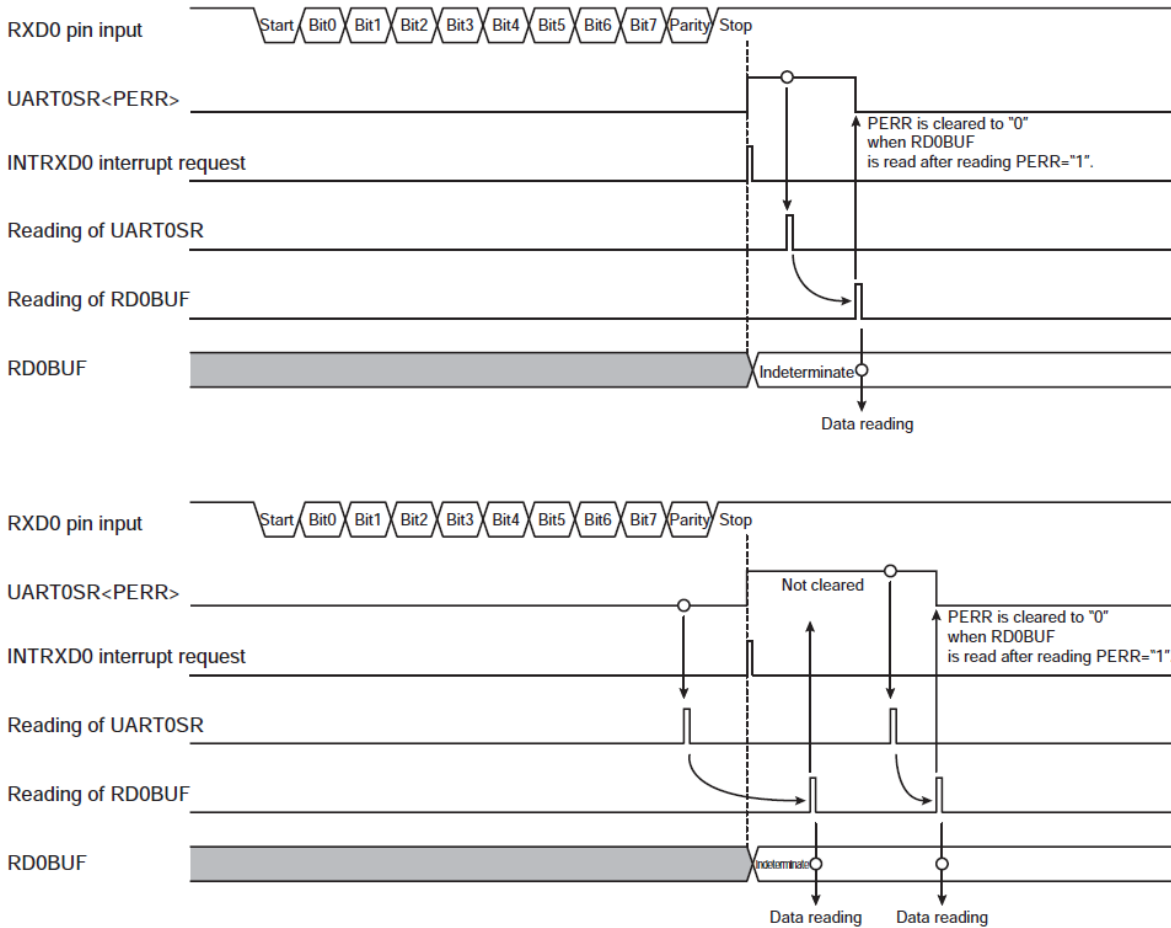 RXD0 pin input
Start Bit0 Bit1 Bit2 Bit3 Bit4 Bit5 Bit6 Bit7 Parity Stop
UART0SR<PERR>
PERR is cleared to "0"
when RD0BUF
is read after reading PERR="1".
INTRXD0 interrupt request
Reading of UART0SR
Reading of RD0BUF
RD0BUF
Indeterminate
Data reading
RXD0 pin input
Start Bit0 Bit1 Bit2 Bit3 Bit4 Bit5 Bit6 Bit7 Parity Stop
UART0SR<PERR>
Not cleared
PERR is cleared to "0"
when RD0BUF
is read after reading PERR="1".
INTRXD0 interrupt request
Reading of UART0SR
Reading of RD0BUF
RD0BUF
Indeterminate
Data reading Data reading